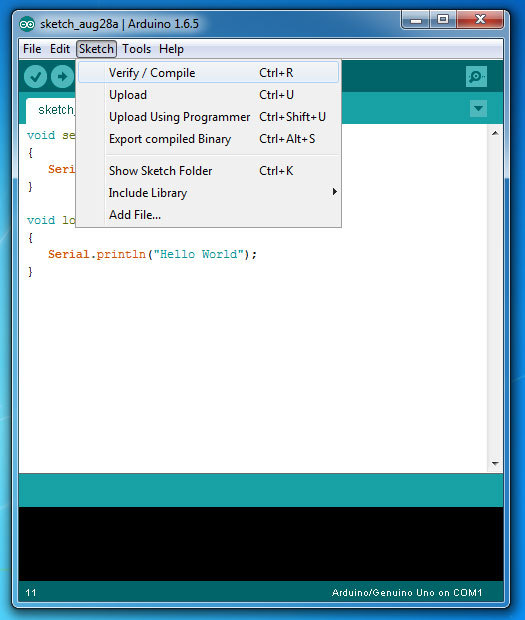 sketch_aug28a | Arduino 1.6.5
File Edit Sketch Tools Help
Verify / Compile Ctrl+R
Upload Ctrl+U
Upload Using Programmer Ctrl+Shift+U
Export compiled Binary Ctrl+Alt+S
Show Sketch Folder Ctrl+K
Include Library
Add File...
sketch_
void se
{
Seri
}
void lo
{
Serial.println("Hello World");
}
11 Arduino/Genuino Uno on COM1